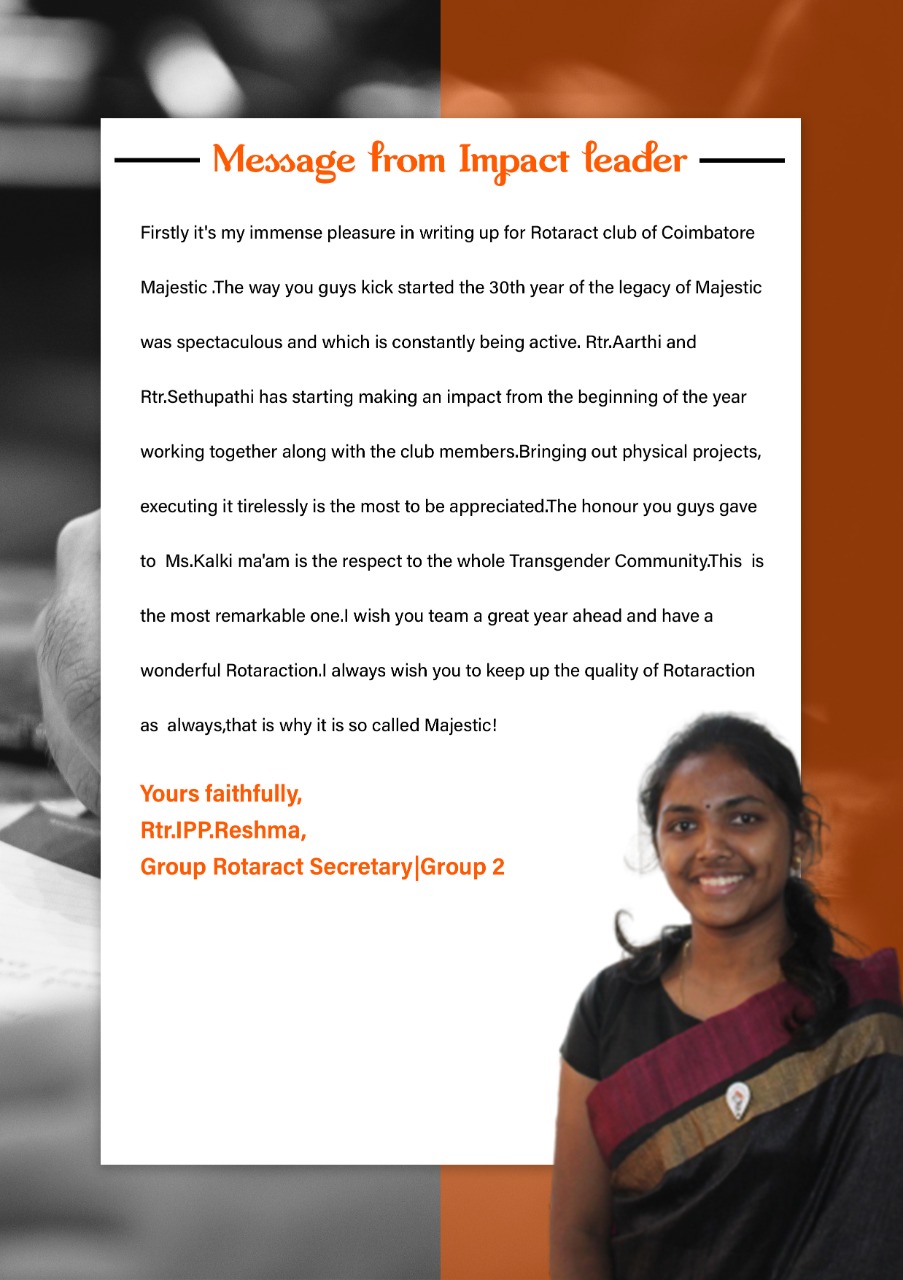 Message from Impact leader
Firstly it's my immense pleasure in writing up for Rotaract club of Coimbatore
Majestic .The way you guys kick started the 30th year of the legacy of Majestic
was spectaculous and which is constantly being active. Rtr.Aarthi and
Rtr.Sethupathi has starting making an impact from the beginning of the year
working together along with the club members.Bringing out physical projects,
executing it tirelessly is the most to be appreciated.The honour you guys gave
to  Ms.Kalki ma'am is the respect to the whole Transgender Community.This  is
the most remarkable one.I wish you team a great year ahead and have a
wonderful Rotaraction.I always wish you to keep up the quality of Rotaraction
as  always,that is why it is so called Majestic!
Yours faithfully,
Rtr.IPP.Reshma,
Group Rotaract Secretary|Group 2